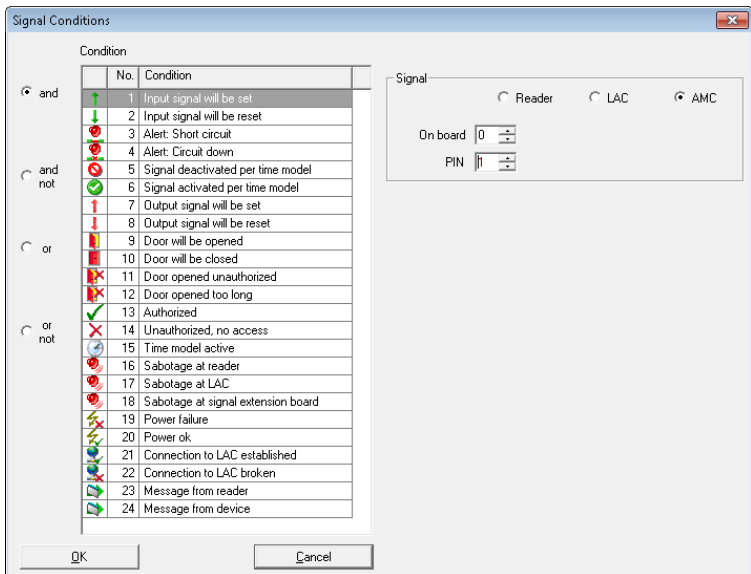 Signal Conditions
Condition
and
and not
or
or not
No. Condition
1 Input signal will be set
2 Input signal will be reset
3 Alert: Short circuit
4 Alert: Circuit down
5 Signal deactivated per time model
6 Signal activated per time model
7 Output signal will be set
8 Output signal will be reset
9 Door will be opened
10 Door will be closed
11 Door opened unauthorized
12 Door opened too long
13 Authorized
14 Unauthorized, no access
15 Time model active
16 Sabotage at reader
17 Sabotage at LAC
18 Sabotage at signal extension board
19 Power failure
20 Power ok
21 Connection to LAC established
22 Connection to LAC broken
23 Message from reader
24 Message from device
Signal
Reader LAC AMC
On board 0
PIN 1
OK Cancel